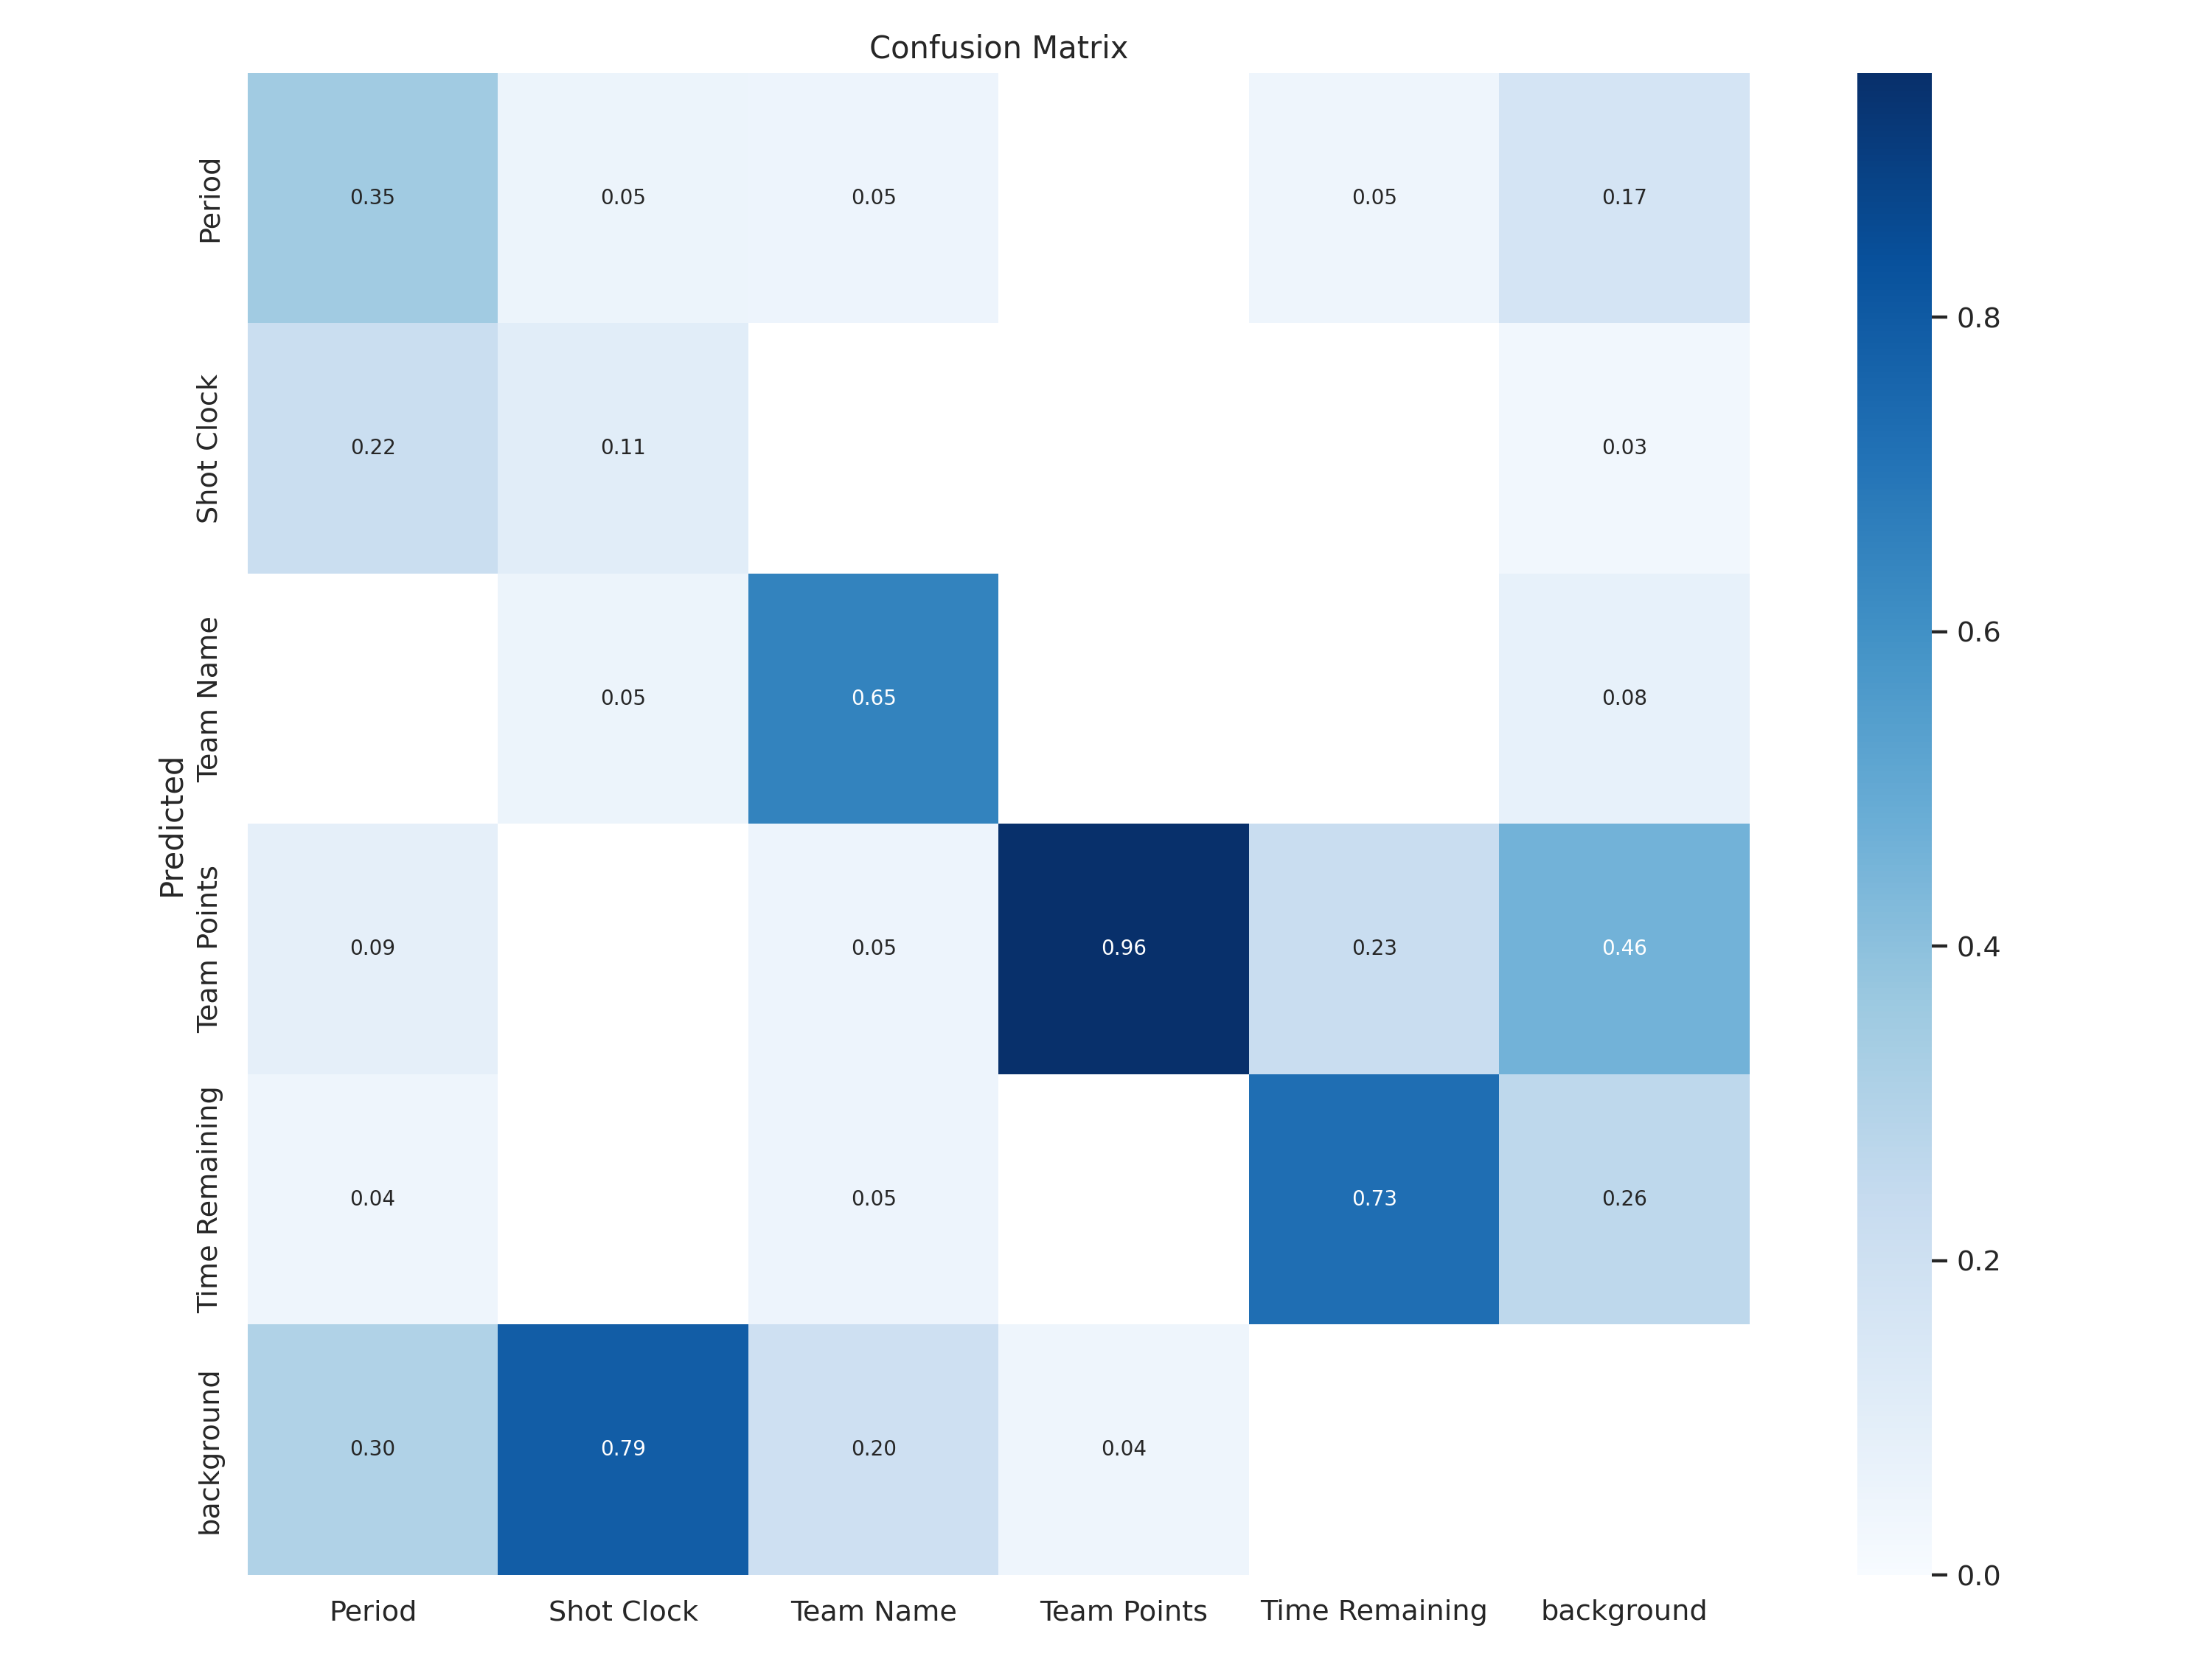 Confusion Matrix
Predicted
Period
0.35
0.05
0.05
0.05
0.17
Shot Clock
0.22
0.11
0.03
Team Name
0.05
0.65
0.08
Team Points
0.09
0.05
0.96
0.23
0.46
Time Remaining
0.04
0.05
0.73
0.26
background
0.30
0.79
0.20
0.04
Period
Shot Clock
Team Name
Team Points
Time Remaining
background
0.8
0.6
0.4
0.2
0.0